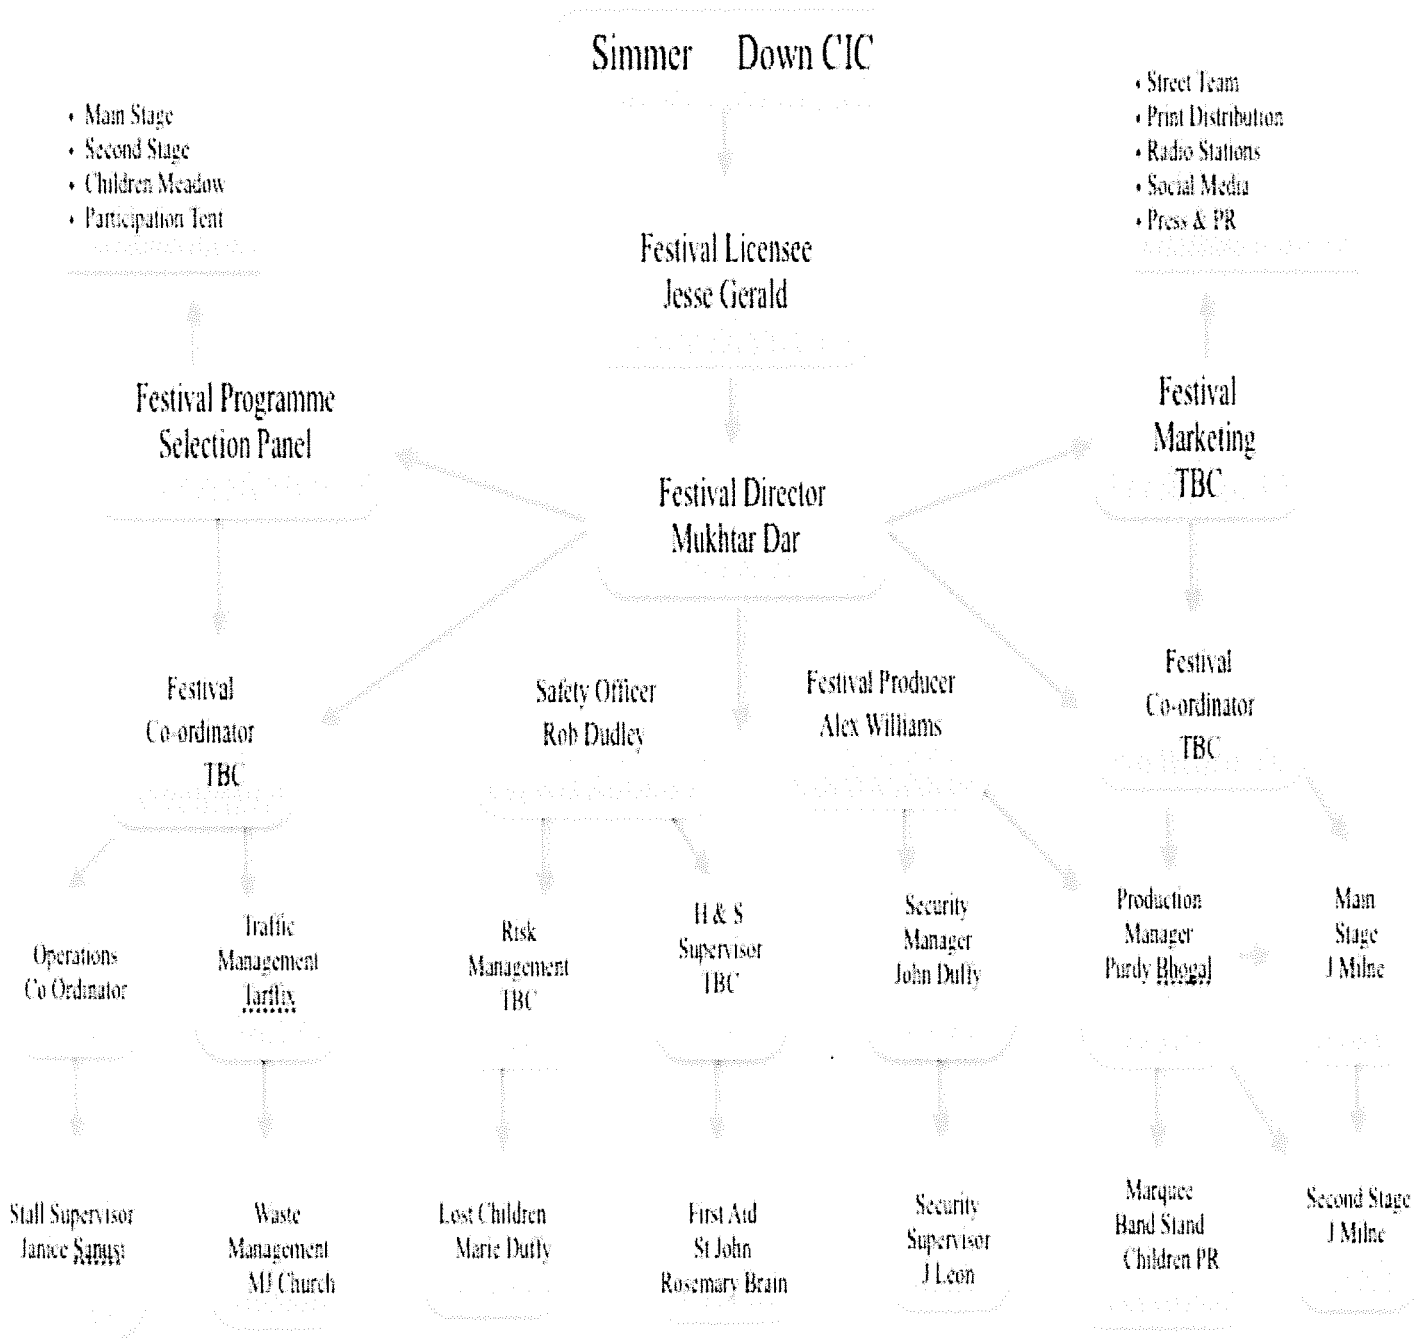 Simmer Down CIC
• Main Stage
• Second Stage
• Children Meadow
• Participation Tent
• Street Team
• Print Distribution
• Radio Stations
• Social Media
• Press & PR
Festival Licensee
Jesse Gerald
Festival Programme
Selection Panel
Festival
Marketing
TBC
Festival Director
Mukhtar Dar
Festival
Co-ordinator
TBC
Safety Officer
Rob Dudley
Festival Producer
Alex Williams
Festival
Co-ordinator
TBC
Operations
Co Ordinator
Traffic
Management
Tarflix
Risk
Management
TBC
H & S
Supervisor
TBC
Security
Manager
John Duffy
Production
Manager
Purdy Bhogal
Main
Stage
J Milne
Stall Supervisor
Janice Sanusi
Waste
Management
MJ Church
Lost Children
Marie Duffy
First Aid
St John
Rosemary Brain
Security
Supervisor
J Leon
Marquee
Band Stand
Children PR
Second Stage
J Milne